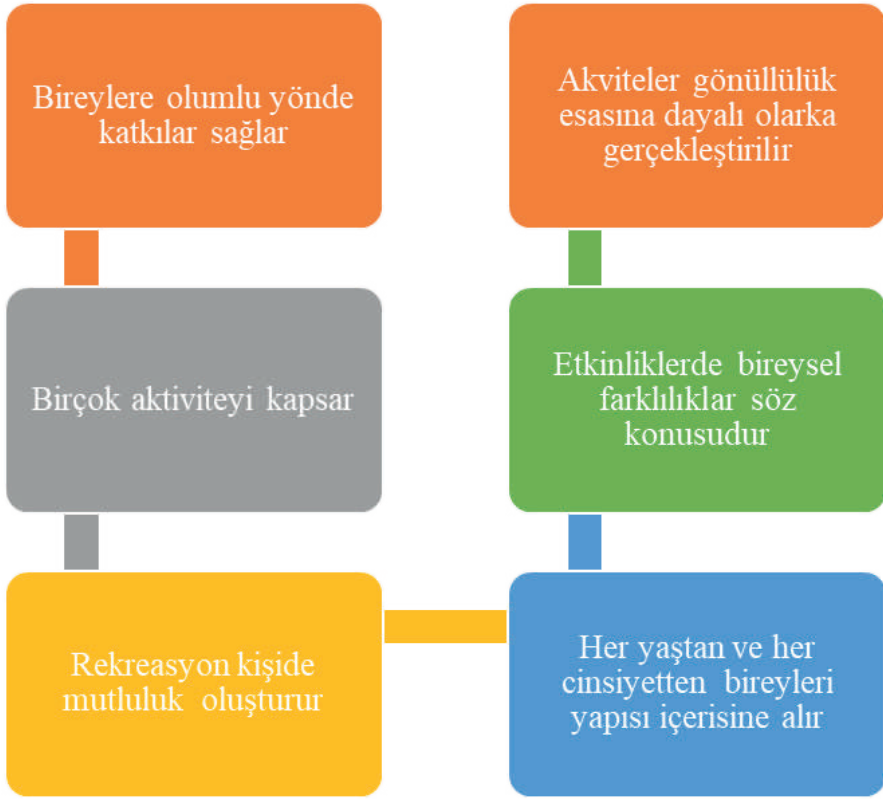 Bireylere olumlu yönde
katkılar sağlar
Birçok aktiviteyi kapsar
Rekreasyon kişide
mutluluk oluşturur
Her yaştan ve her
cinsiyetten bireyleri
yapısı içerisine alır
Etkinliklerde bireysel
farklılıklar söz
konusudur
Akviteler gönüllülük
esasına dayalı olarka
gerçekleştirilir